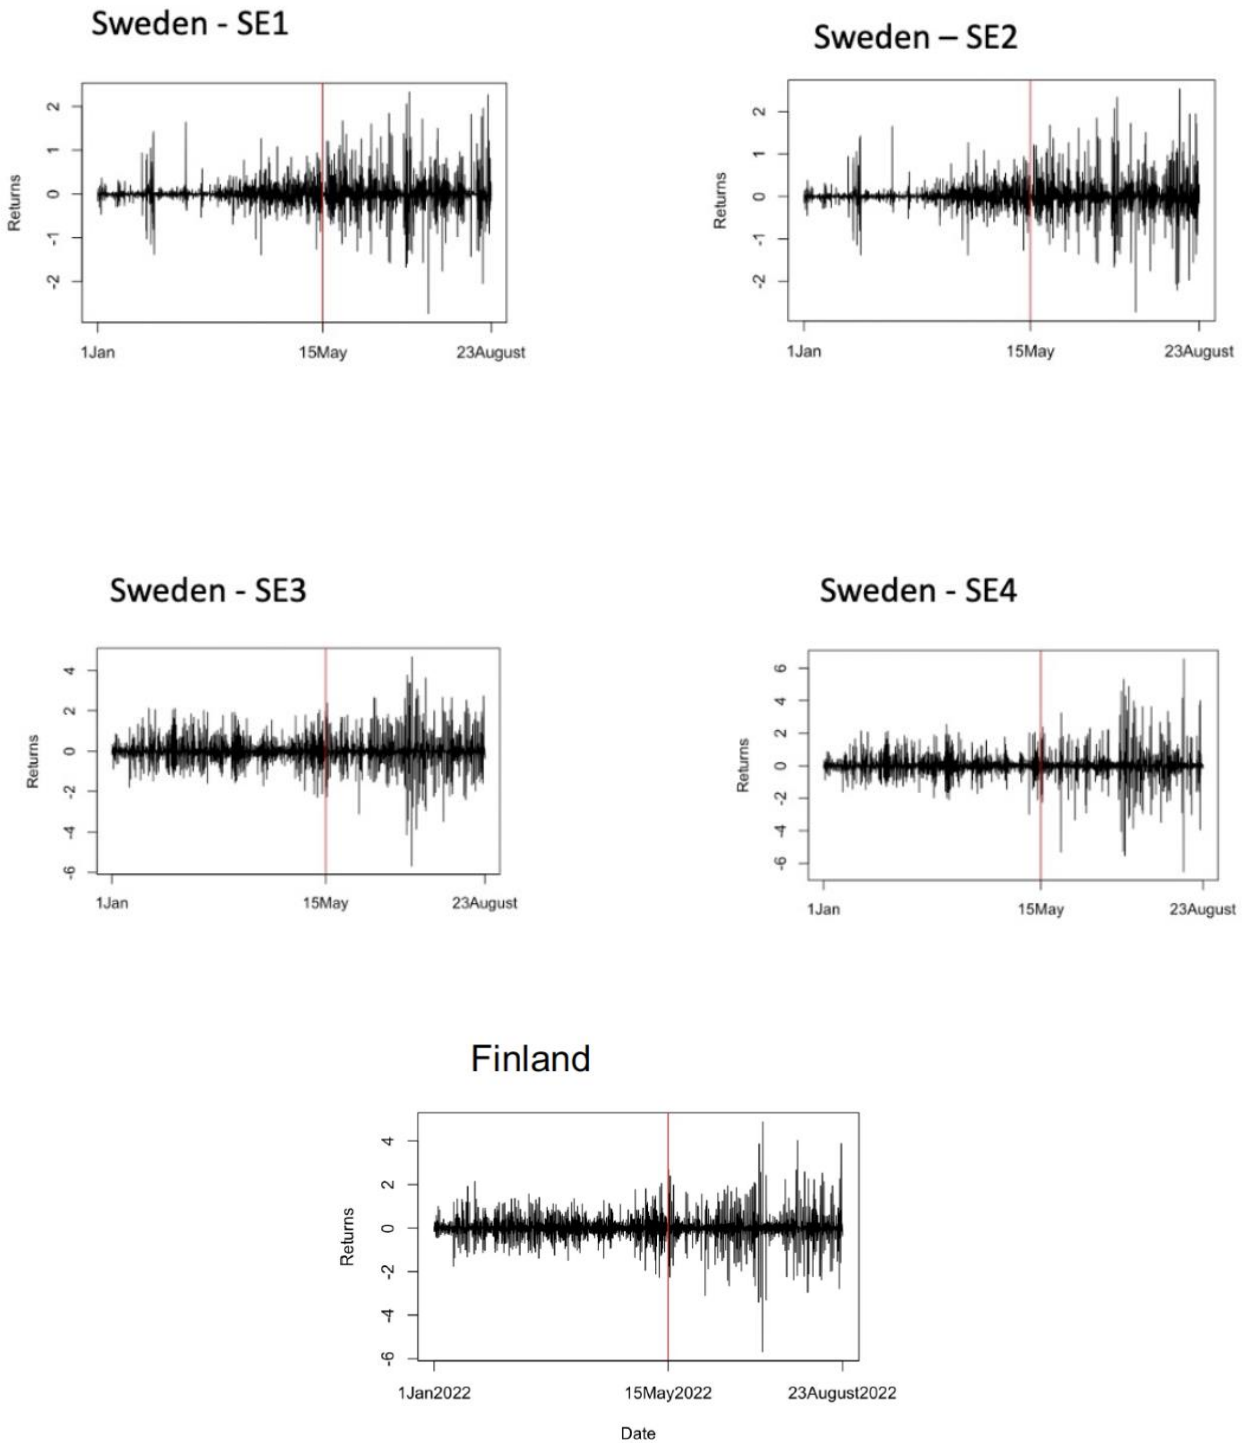 Sweden - SE1
Sweden – SE2
Returns
2
1
0
-1
-2
1Jan
15May
23August
Returns
2
1
0
-1
-2
1Jan
15May
23August
Sweden - SE3
Sweden - SE4
Returns
4
2
0
-2
-4
-6
1Jan
15May
23August
Returns
6
4
2
0
-2
-4
-6
1Jan
15May
23August
Finland
Returns
4
2
0
-2
-4
-6
1Jan2022
15May2022
23August2022
Date